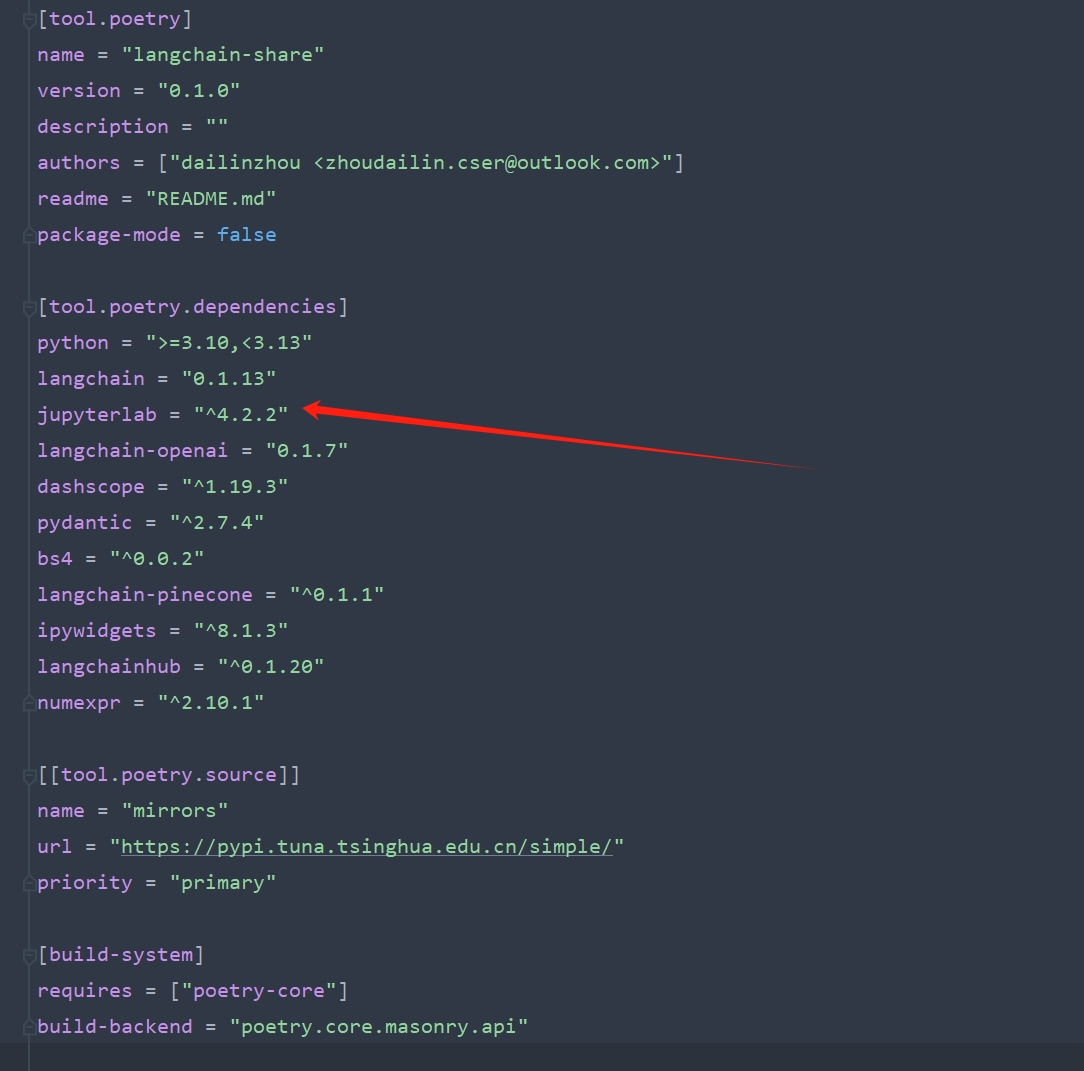 [tool.poetry]
name = "langchain-share"
version = "0.1.0"
description = ""
authors = ["dailinzhou <zhoudailin.cser@outlook.com>"]
readme = "README.md"
package-mode = false
[tool.poetry.dependencies]
python = ">=3.10,<3.13"
langchain = "0.1.13"
jupyterlab = "^4.2.2"
langchain-openai = "0.1.7"
dashscope = "^1.19.3"
pydantic = "^2.7.4"
bs4 = "^0.0.2"
langchain-pinecone = "^0.1.1"
ipywidgets = "^8.1.3"
langchainhub = "^0.1.20"
numexpr = "^2.10.1"
[[tool.poetry.source]]
name = "mirrors"
url = "https://pypi.tuna.tsinghua.edu.cn/simple/"
priority = "primary"
[build-system]
requires = ["poetry-core"]
build-backend = "poetry.core.masonry.api"